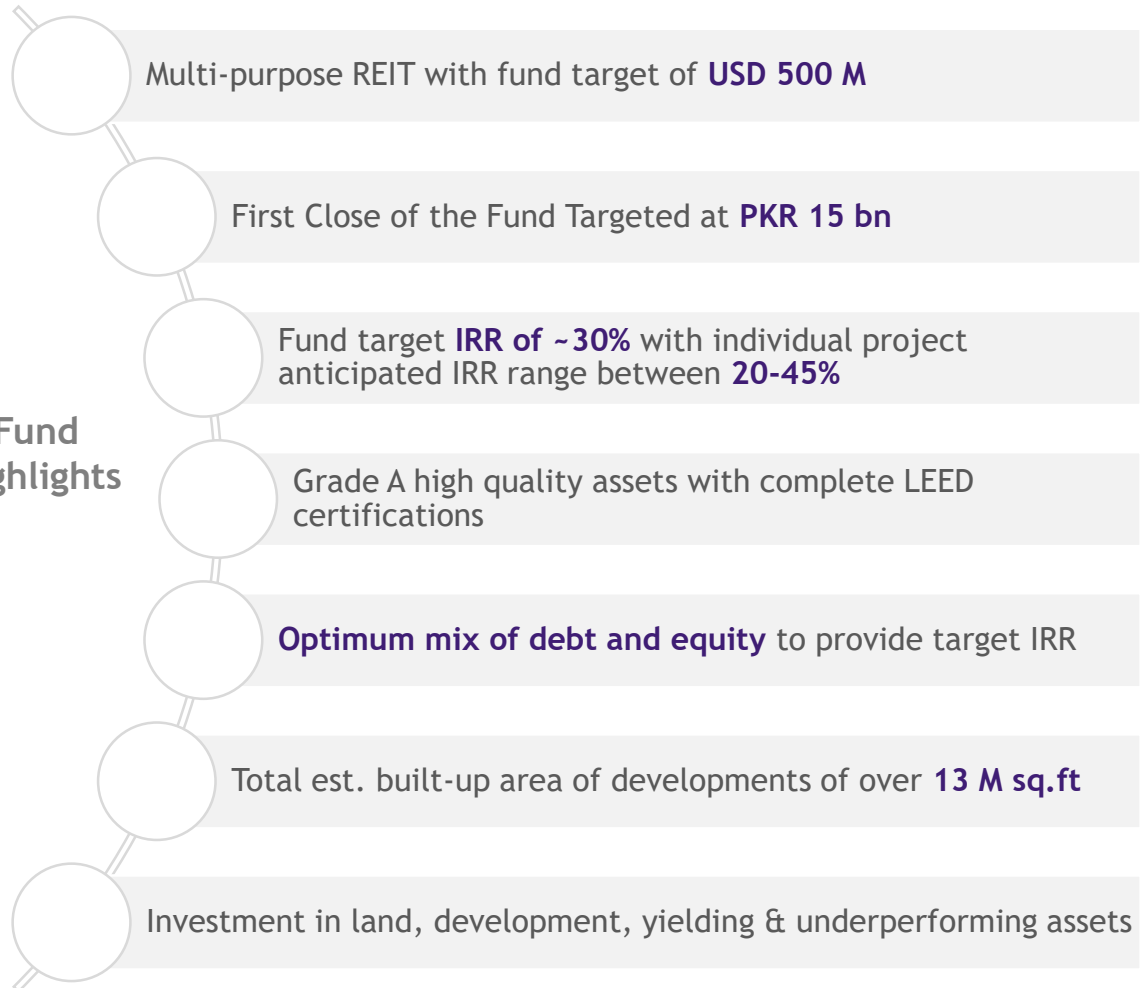 Multi-purpose REIT with fund target of USD 500 M
First Close of the Fund Targeted at PKR 15 bn
Fund target IRR of ~30% with individual project
anticipated IRR range between 20-45%
Fund
ghlights
Grade A high quality assets with complete LEED
certifications
Optimum mix of debt and equity to provide target IRR
Total est. built-up area of developments of over 13 M sq.ft
Investment in land, development, yielding & underperforming assets